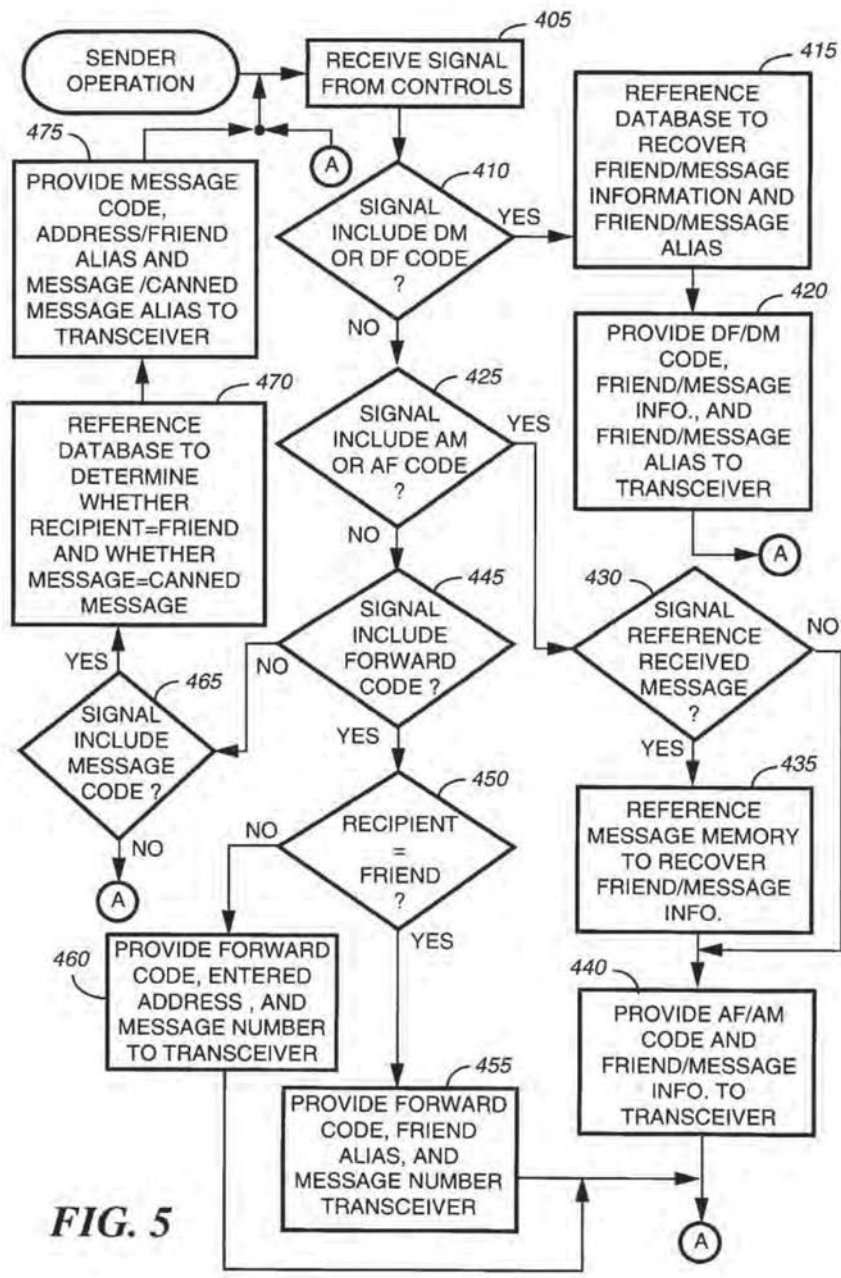 SENDER
OPERATION
405
RECEIVE SIGNAL
FROM CONTROLS
415
REFERENCE
DATABASE TO
RECOVER
FRIEND/MESSAGE
INFORMATION AND
FRIEND/MESSAGE
ALIAS
475
PROVIDE MESSAGE
CODE,
ADDRESS/FRIEND
ALIAS AND
MESSAGE /CANNED
MESSAGE ALIAS TO
TRANSCEIVER
A
410
SIGNAL
INCLUDE DM
OR DF CODE
?
YES
NO
420
PROVIDE DF/DM
CODE,
FRIEND/MESSAGE
INFO., AND
FRIEND/MESSAGE
ALIAS TO
TRANSCEIVER
A
470
REFERENCE
DATABASE TO
DETERMINE
WHETHER
RECIPIENT=FRIEND
AND WHETHER
MESSAGE=CANNED
MESSAGE
425
SIGNAL
INCLUDE AM
OR AF CODE
?
YES
NO
445
SIGNAL
INCLUDE
FORWARD
CODE ?
NO
YES
430
SIGNAL
REFERENCE
RECEIVED
MESSAGE
?
NO
YES
YES
465
SIGNAL
INCLUDE
MESSAGE
CODE ?
NO
A
450
RECIPIENT
=
FRIEND
?
NO
YES
435
REFERENCE
MESSAGE MEMORY
TO RECOVER
FRIEND/MESSAGE
INFO.
460
PROVIDE FORWARD
CODE, ENTERED
ADDRESS , AND
MESSAGE NUMBER
TO TRANSCEIVER
440
PROVIDE AF/AM
CODE AND
FRIEND/MESSAGE
INFO. TO
TRANSCEIVER
455
PROVIDE FORWARD
CODE, FRIEND
ALIAS, AND
MESSAGE NUMBER
TRANSCEIVER
A
FIG. 5